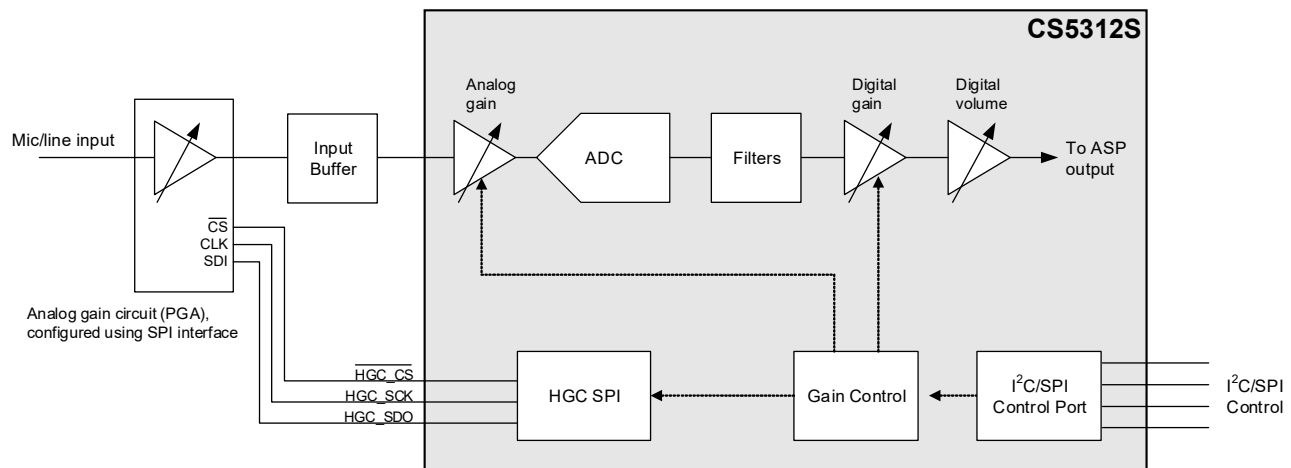 CS5312S
Analog
gain
Digital
gain
Digital
volume
Mic/line input
Input
Buffer
ADC
Filters
To ASP
output
CS
CLK
SDI
Analog gain circuit (PGA),
configured using SPI interface
HGC_CS
HGC_SCK
HGC_SDO
HGC SPI
Gain Control
I²C/SPI
Control Port
I²C/SPI
Control